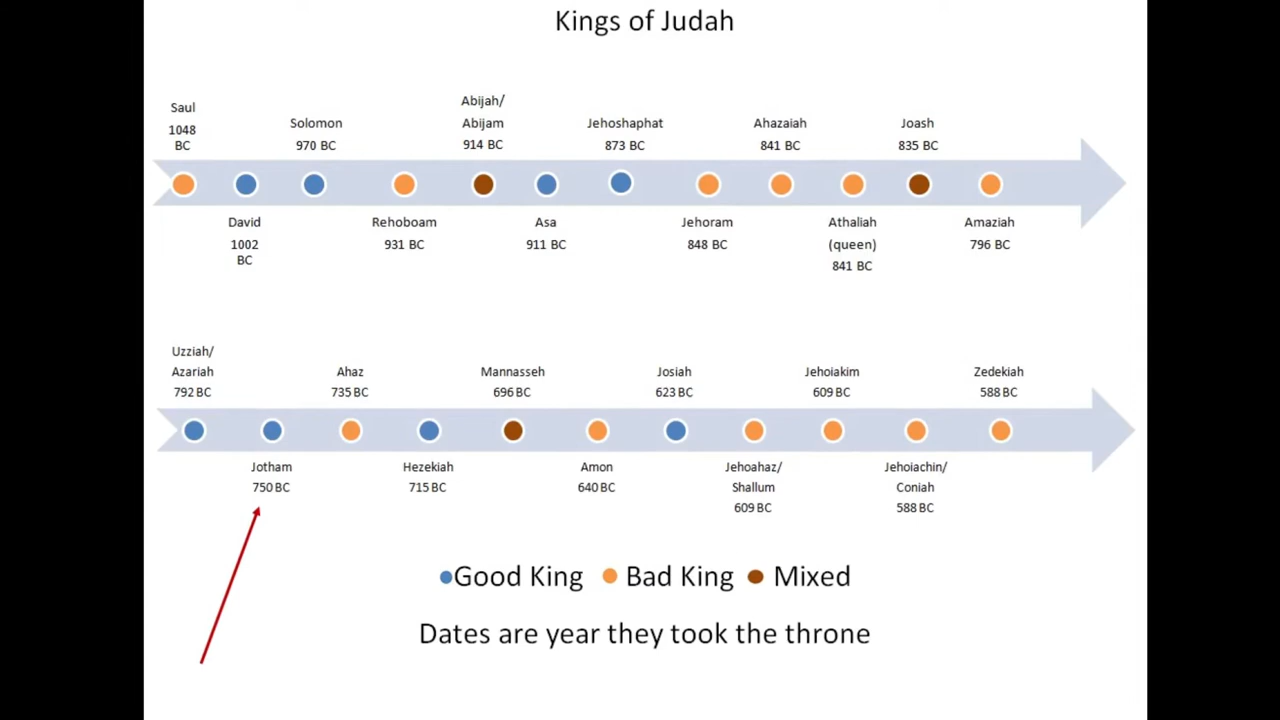 Kings of Judah
Saul
1048
BC
David
1002
BC
Solomon
970 BC
Rehoboam
931 BC
Abijah/
Abijam
914 BC
Asa
911 BC
Jehoshaphat
873 BC
Jehoram
848 BC
Ahazaiah
841 BC
Athaliah
(queen)
841 BC
Joash
835 BC
Amaziah
796 BC
Uzziah/
Azariah
792 BC
Jotham
750 BC
Ahaz
735 BC
Hezekiah
715 BC
Mannasseh
696 BC
Amon
640 BC
Josiah
623 BC
Jehoahaz/
Shallum
609 BC
Jehoiakim
609 BC
Jehoiachin/
Coniah
588 BC
Zedekiah
588 BC
Good King Bad King Mixed
Dates are year they took the throne